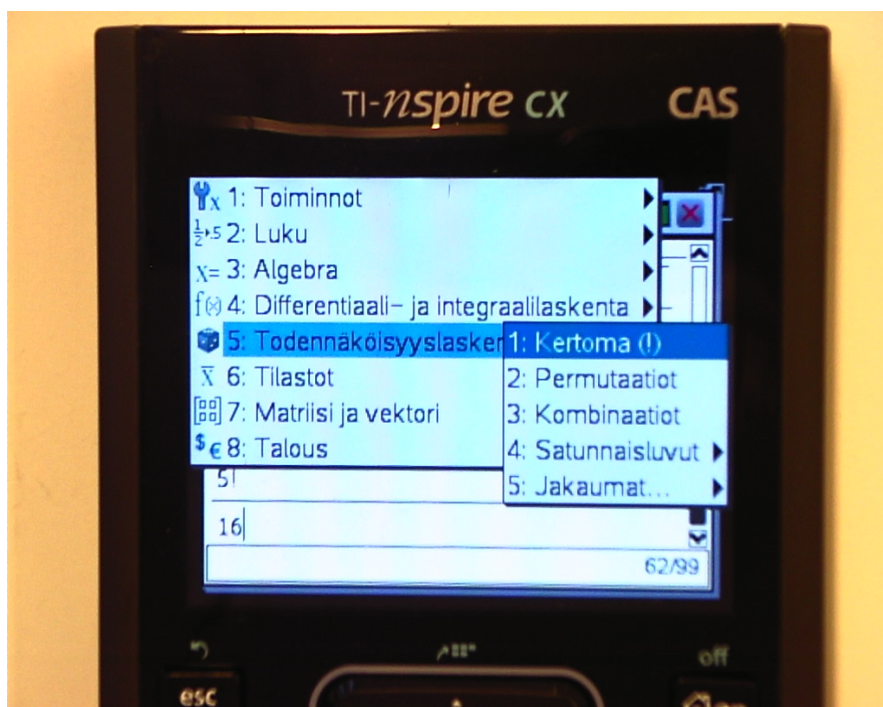 TI-nspire CX CAS
1: Toiminnot
2: Luku
3: Algebra
4: Differentiaali- ja integraalilaskenta
5: Todennäköisyyslasken
6: Tilastot
7: Matriisi ja vektori
8: Talous
1: Kertoma (!)
2: Permutaatiot
3: Kombinaatiot
4: Satunnaisluvut
5: Jakaumat...
5!
16
62/99
esc
off